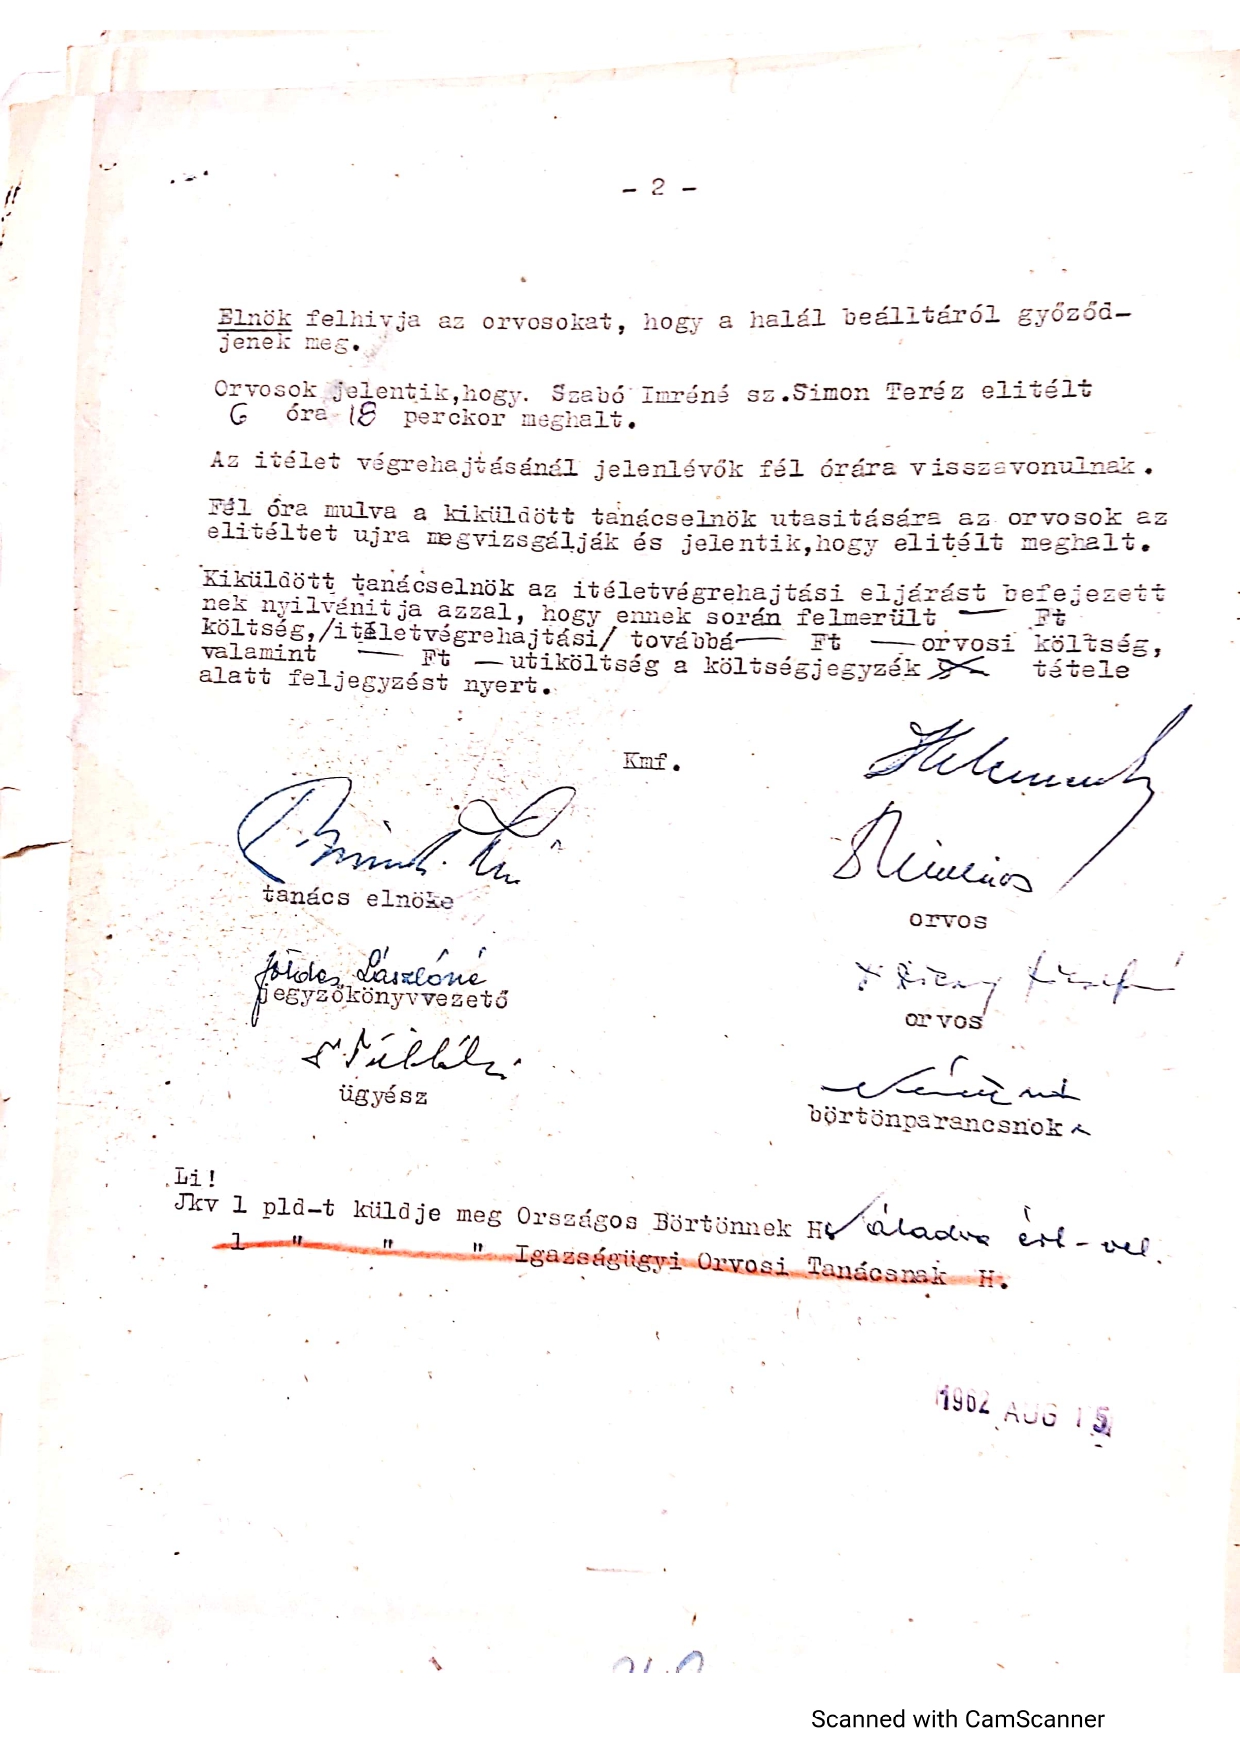 - 2 -
Elnök felhivja az orvosokat, hogy a halál beálltáról győződ-
jenek meg.
Orvosok jelentik,hogy. Szabó Imréné sz.Simon Teréz elitélt
6 óra 18 perckor meghalt.
Az itélet végrehajtásánál jelenlévők fél órára visszavonulnak.
Fél óra mulva a kiküldött tanácselnök utasitására az orvosok az
elitéltet ujra megvizsgálják és jelentik,hogy elitélt meghalt.
Kiküldött tanácselnök az itéletvégrehajtási eljárást befejezett
nek nyilvánitja azzal, hogy ennek során felmerült — Ft
költség,/itéletvégrehajtási/ továbbá — Ft — orvosi költség,
valamint — Ft — utiköltség a költségjegyzék tétele
alatt feljegyzést nyert.
Kmf.
tanács elnöke
orvos
Földes Lászlóné
jegyzőkönyvvezető
orvos
ügyész
börtönparancsnok
Li!
Jkv 1 pld-t küldje meg Országos Börtönnek H. átadva érl-vel.
1 " " " Igazságügyi Orvosi Tanácsnak H.
1962 AUG 15
Scanned with CamScanner